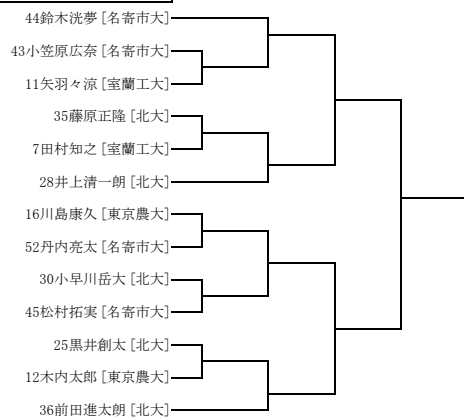 44鈴木洸夢 [名寄市大]
43小笠原広奈 [名寄市大]
11矢羽々涼 [室蘭工大]
35藤原正隆 [北大]
7田村知之 [室蘭工大]
28井上清一朗 [北大]
16川島康久 [東京農大]
52丹内亮太 [名寄市大]
30小早川岳大 [北大]
45松村拓実 [名寄市大]
25黒井創太 [北大]
12木内太郎 [東京農大]
36前田進太朗 [北大]